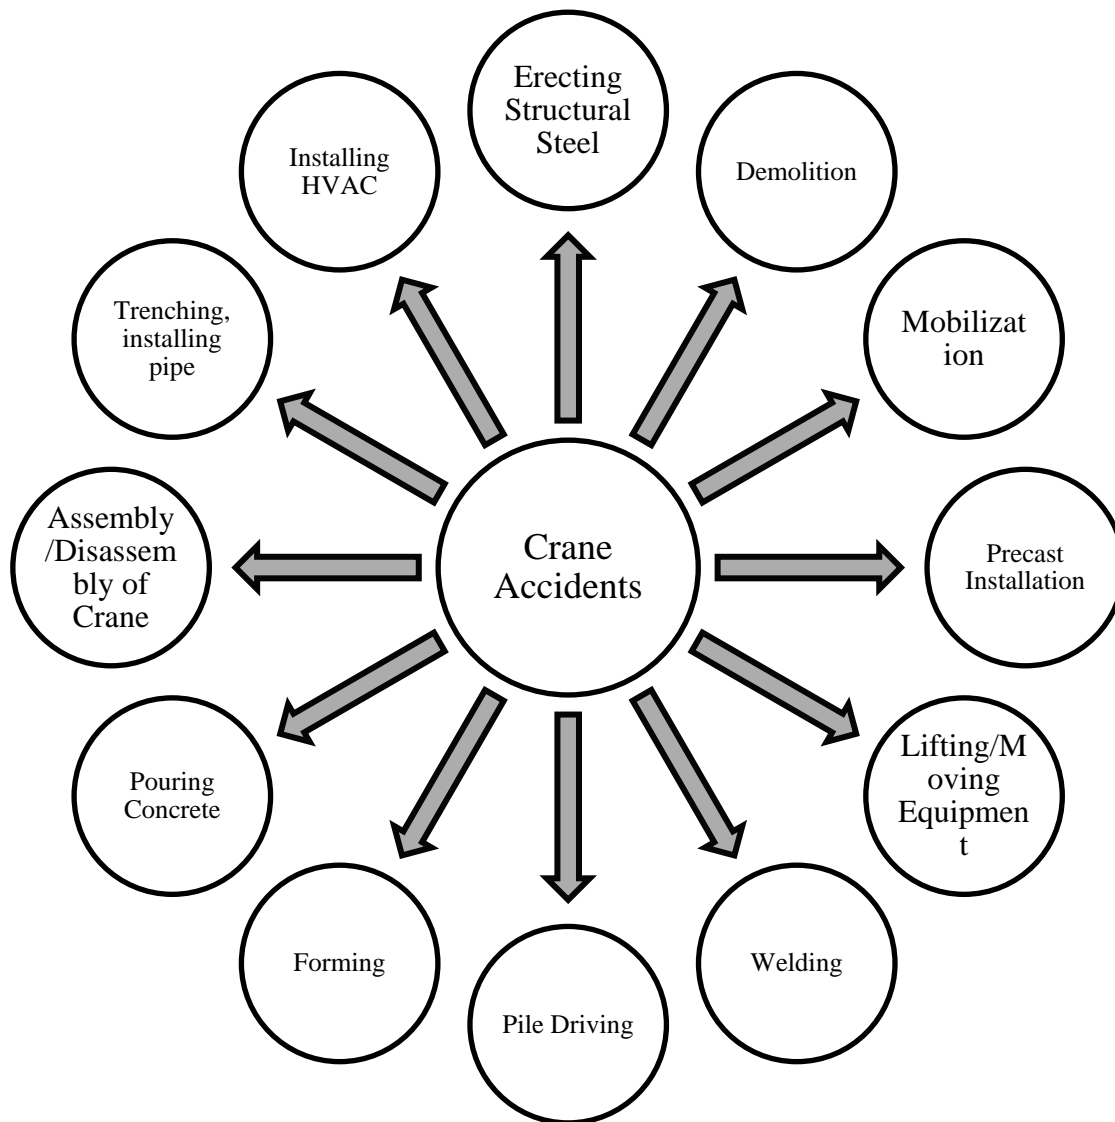 Erecting
Structural
Steel
Demolition
Mobilizat
ion
Precast
Installation
Lifting/M
oving
Equipmen
t
Welding
Pile Driving
Forming
Pouring
Concrete
Assembly
/Disassem
bly of
Crane
Trenching,
installing
pipe
Installing
HVAC
Crane
Accidents